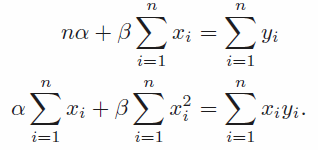 nα + β ∑_{i=1}^{n} x_i = ∑_{i=1}^{n} y_i
α ∑_{i=1}^{n} x_i + β ∑_{i=1}^{n} x_i^2 = ∑_{i=1}^{n} x_i y_i.